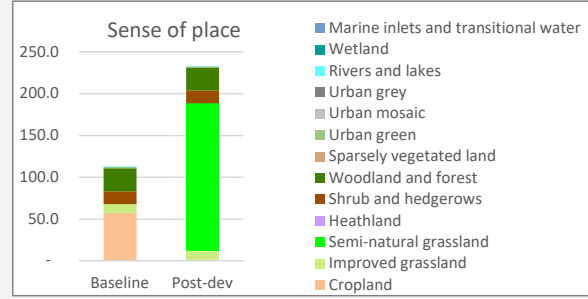 Sense of place
250.0
200.0
150.0
100.0
50.0
-
Baseline
Post-dev
Marine inlets and transitional water
Wetland
Rivers and lakes
Urban grey
Urban mosaic
Urban green
Sparsely vegetated land
Woodland and forest
Shrub and hedgerows
Heathland
Semi-natural grassland
Improved grassland
Cropland